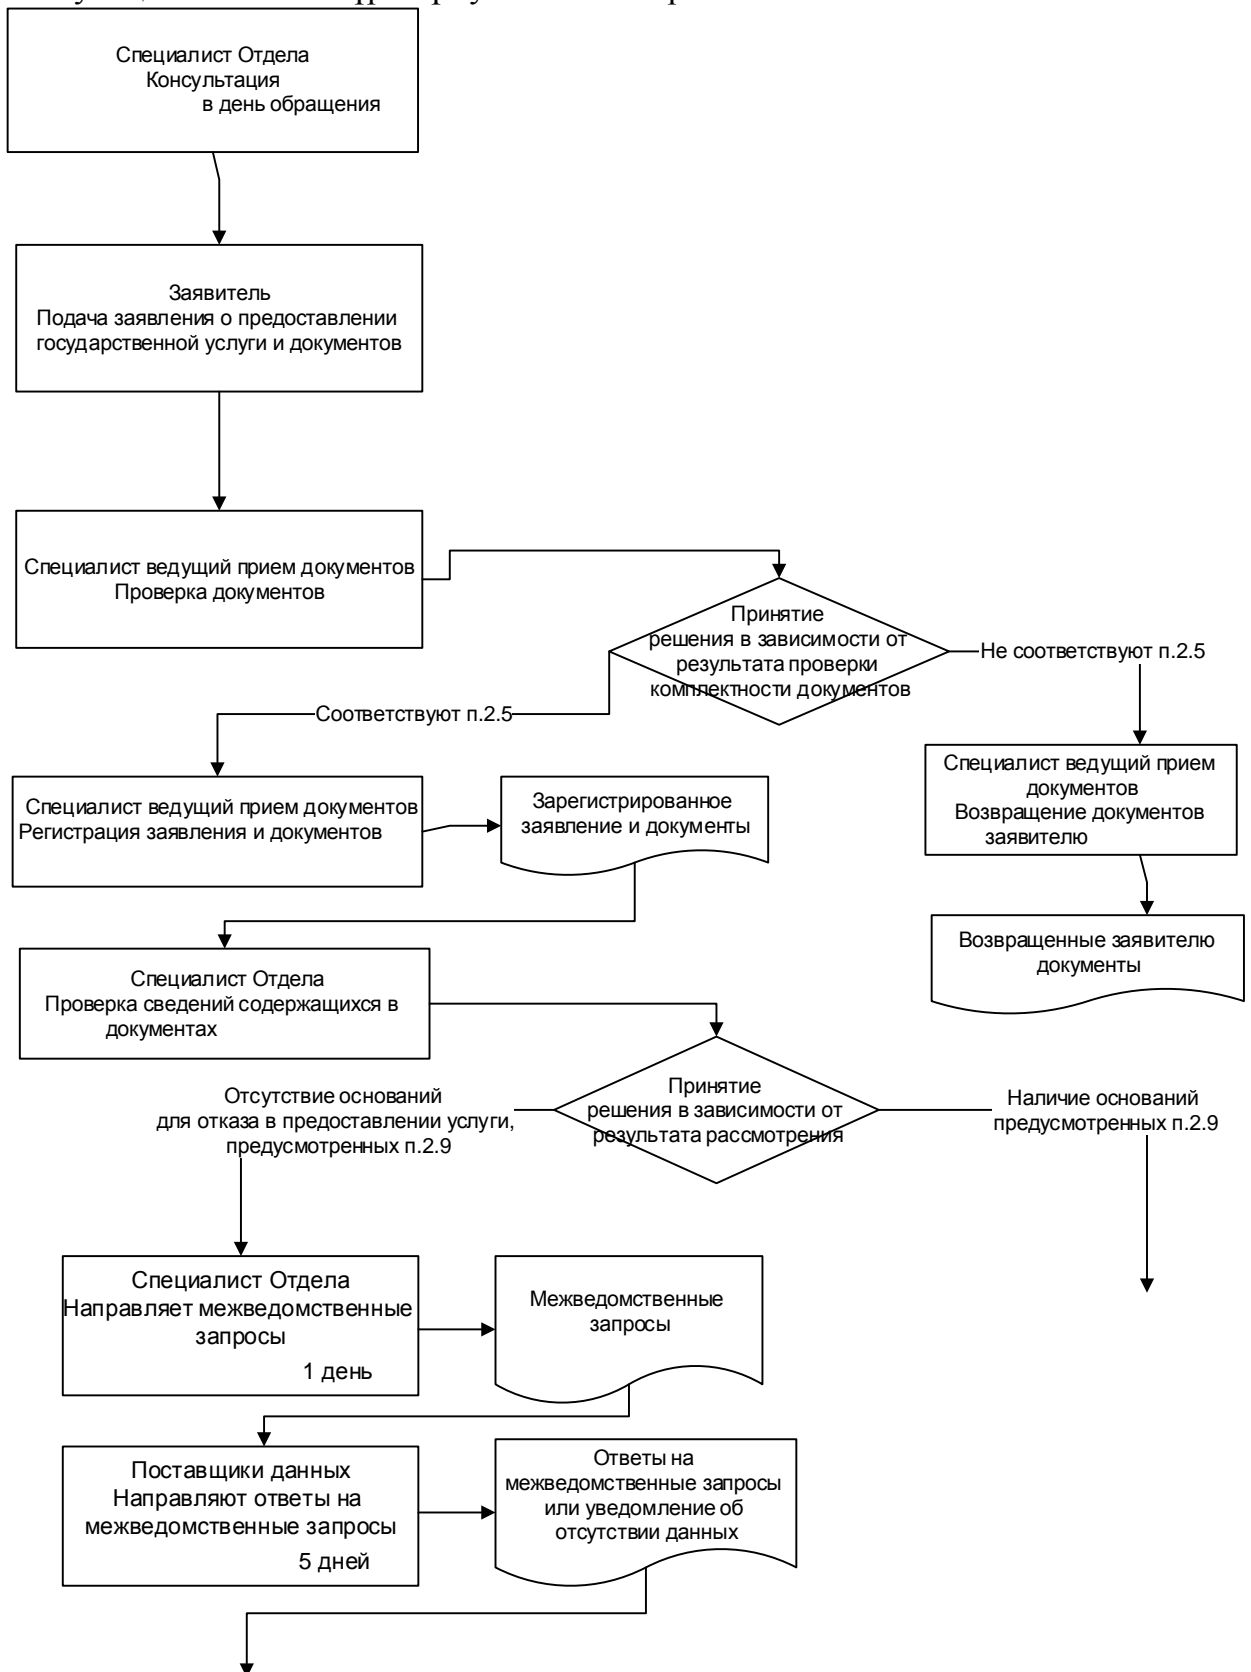 Специалист Отдела
Консультация
в день обращения
Заявитель
Подача заявления о предоставлении
государственной услуги и документов
Специалист ведущий прием документов
Проверка документов
Принятие
решения в зависимости от
результата проверки
комплектности документов
Не соответствуют п.2.5
Соответствуют п.2.5
Специалист ведущий прием
документов
Возвращение документов
заявителю
Специалист ведущий прием документов
Регистрация заявления и документов
Зарегистрированное
заявление и документы
Возвращенные заявителю
документы
Специалист Отдела
Проверка сведений содержащихся в
документах
Принятие
решения в зависимости от
результата рассмотрения
Отсутствие оснований
для отказа в предоставлении услуги,
предусмотренных п.2.9
Наличие оснований
предусмотренных п.2.9
Специалист Отдела
Направляет межведомственные
запросы
1 день
Межведомственные
запросы
Поставщики данных
Направляют ответы на
межведомственные запросы
5 дней
Ответы на
межведомственные запросы
или уведомление об
отсутствии данных